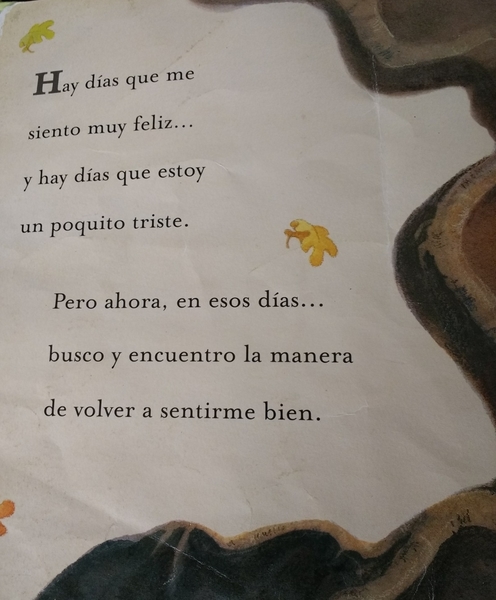 Hay días que me
siento muy feliz...
y hay días que estoy
un poquito triste.
Pero ahora, en esos días...
busco y encuentro la manera
de volver a sentirme bien.